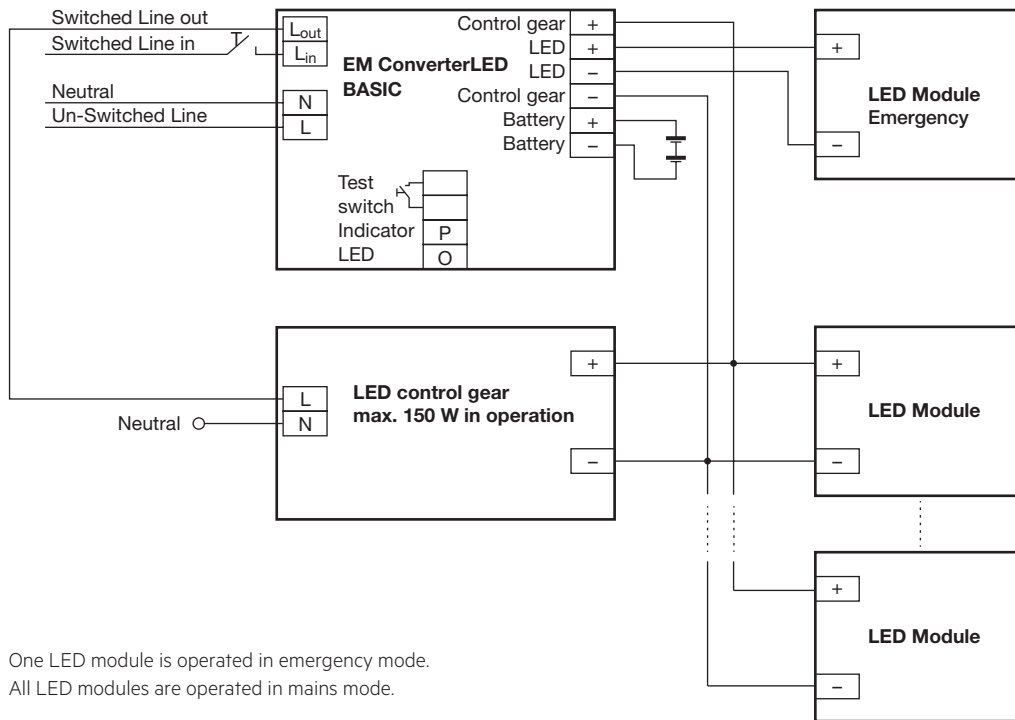 Switched Line out
Switched Line in
Neutral
Un-Switched Line
Lout
Lin
N
L
EM ConverterLED
BASIC
Control gear +
LED +
LED –
Control gear –
Battery +
Battery –
Test
switch
Indicator P
LED O
+
–
LED Module
Emergency
L
N
Neutral
LED control gear
max. 150 W in operation
+
–
+
–
LED Module
+
–
LED Module
One LED module is operated in emergency mode.
All LED modules are operated in mains mode.